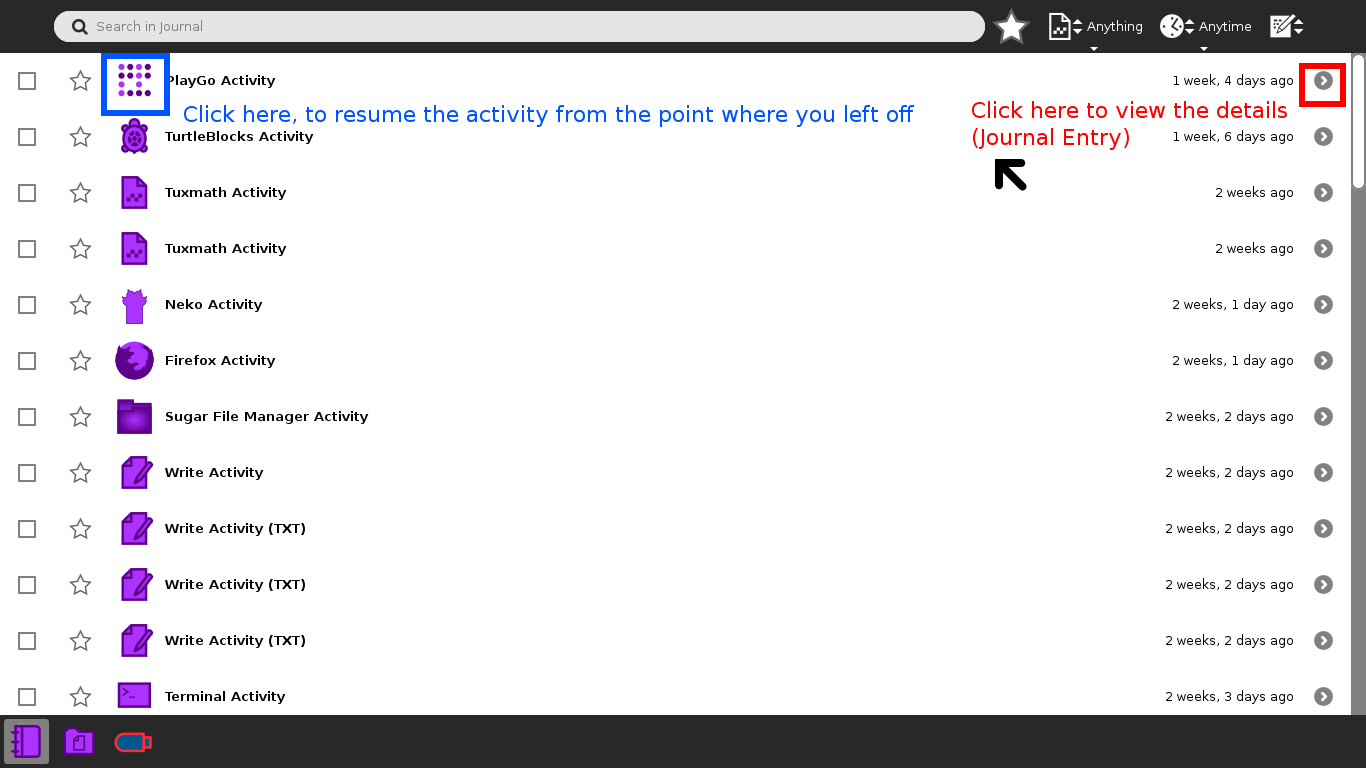 Search in Journal
Anything
Anytime
PlayGo Activity
1 week, 4 days ago
Click here, to resume the activity from the point where you left off
Click here to view the details
(Journal Entry)
TurtleBlocks Activity
1 week, 6 days ago
Tuxmath Activity
2 weeks ago
Tuxmath Activity
2 weeks ago
Neko Activity
2 weeks, 1 day ago
Firefox Activity
2 weeks, 1 day ago
Sugar File Manager Activity
2 weeks, 2 days ago
Write Activity
2 weeks, 2 days ago
Write Activity (TXT)
2 weeks, 2 days ago
Write Activity (TXT)
2 weeks, 2 days ago
Write Activity (TXT)
2 weeks, 2 days ago
Terminal Activity
2 weeks, 3 days ago